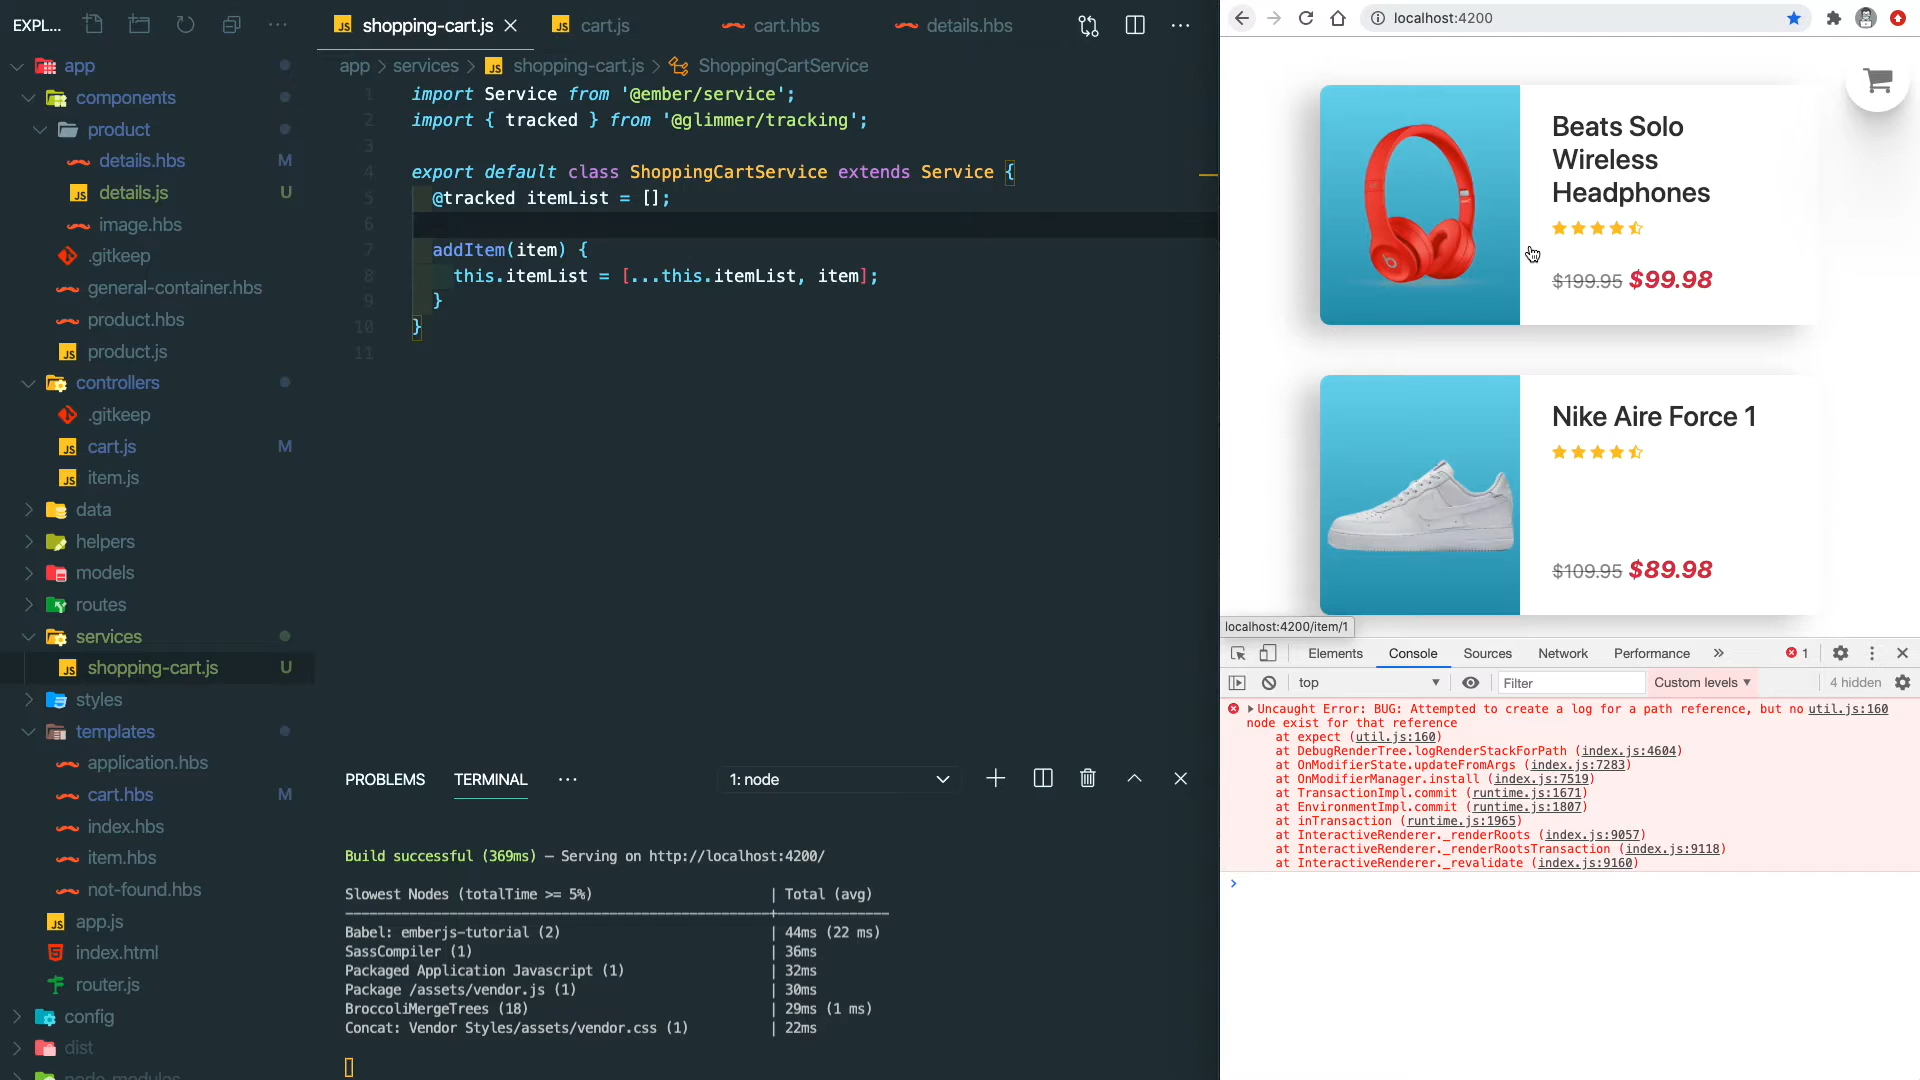 EXPL...
app
components
product
details.hbs M
details.js U
image.hbs
.gitkeep
general-container.hbs
product.hbs
product.js
controllers
.gitkeep
cart.js M
item.js
data
helpers
models
routes
services
shopping-cart.js U
styles
templates
application.hbs
cart.hbs M
index.hbs
item.hbs
not-found.hbs
app.js
index.html
router.js
config
dist
node_modules
shopping-cart.js cart.js cart.hbs details.hbs
app > services > JS shopping-cart.js > ShoppingCartService
1 import Service from '@ember/service';
2 import { tracked } from '@glimmer/tracking';
3
4 export default class ShoppingCartService extends Service {
5 @tracked itemList = [];
6
7 addItem(item) {
8 this.itemList = [...this.itemList, item];
9 }
10 }
11
PROBLEMS TERMINAL ... 1: node
Build successful (369ms) – Serving on http://localhost:4200/
Slowest Nodes (totalTime >= 5%) | Total (avg)
Babel: emberjs-tutorial (2) | 44ms (22 ms)
SassCompiler (1) | 36ms
Packaged Application Javascript (1) | 32ms
Package /assets/vendor.js (1) | 30ms
BroccoliMergeTrees (18) | 29ms (1 ms)
Concat: Vendor Styles/assets/vendor.css (1) | 22ms
localhost:4200
Beats Solo
Wireless
Headphones
$199.95 $99.98
Nike Aire Force 1
$109.95 $89.98
localhost:4200/item/1
Elements Console Sources Network Performance » 1
top Filter Custom levels 4 hidden
Uncaught Error: BUG: Attempted to create a log for a path reference, but no util.js:160
node exist for that reference
at expect (util.js:160)
at DebugRenderTree.logRenderStackForPath (index.js:4604)
at OnModifierState.updateFromArgs (index.js:7283)
at OnModifierManager.install (index.js:7519)
at TransactionImpl.commit (runtime.js:1671)
at EnvironmentImpl.commit (runtime.js:1807)
at inTransaction (runtime.js:1965)
at InteractiveRenderer._renderRoots (index.js:9057)
at InteractiveRenderer._renderRootsTransaction (index.js:9118)
at InteractiveRenderer._revalidate (index.js:9160)